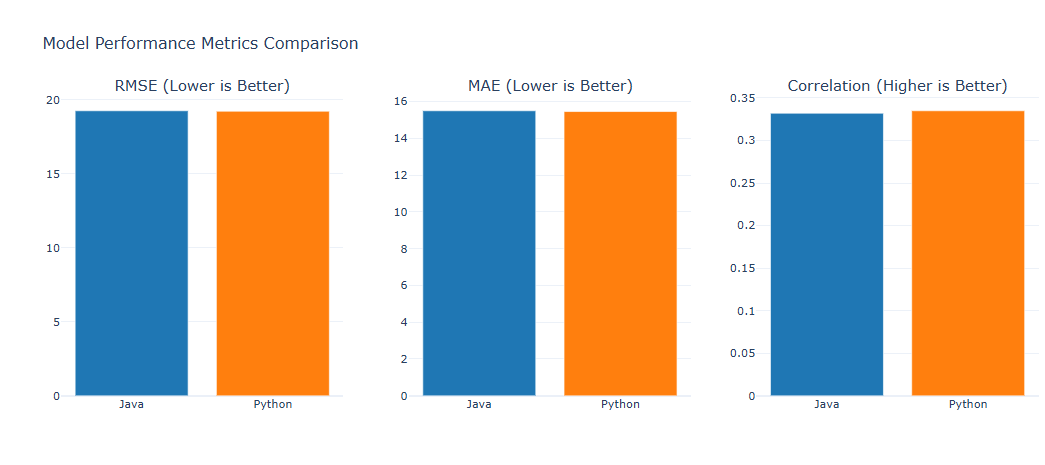 Model Performance Metrics Comparison
RMSE (Lower is Better)
20
15
10
5
0
Java
Python
MAE (Lower is Better)
16
14
12
10
8
6
4
2
0
Java
Python
Correlation (Higher is Better)
0.35
0.3
0.25
0.2
0.15
0.1
0.05
0
Java
Python